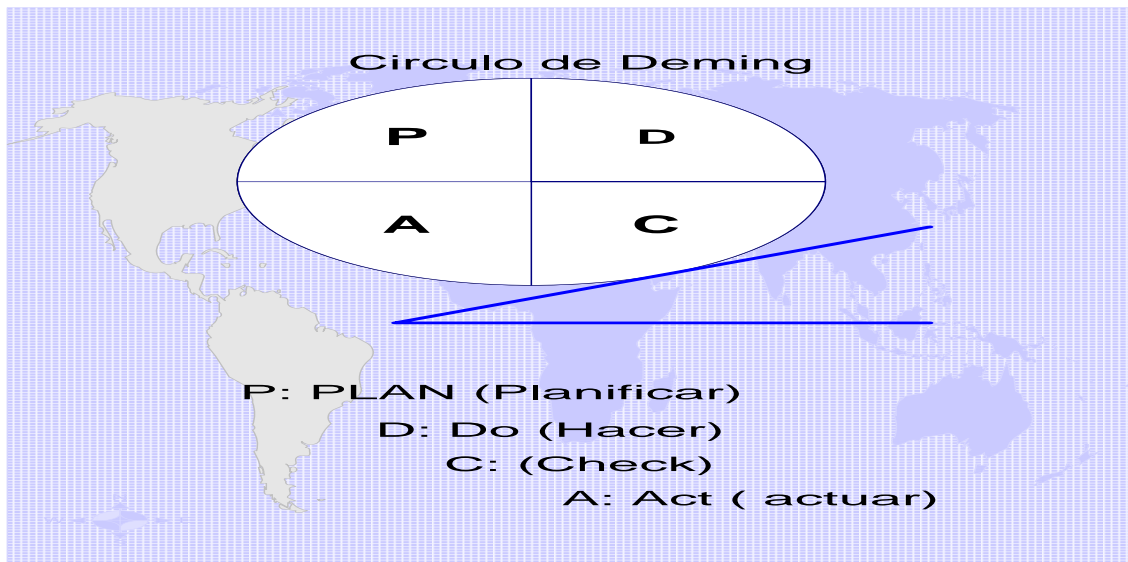 Circulo de Deming
P D
A C
P: PLAN (Planificar)
D: Do (Hacer)
C: (Check)
A: Act ( actuar)